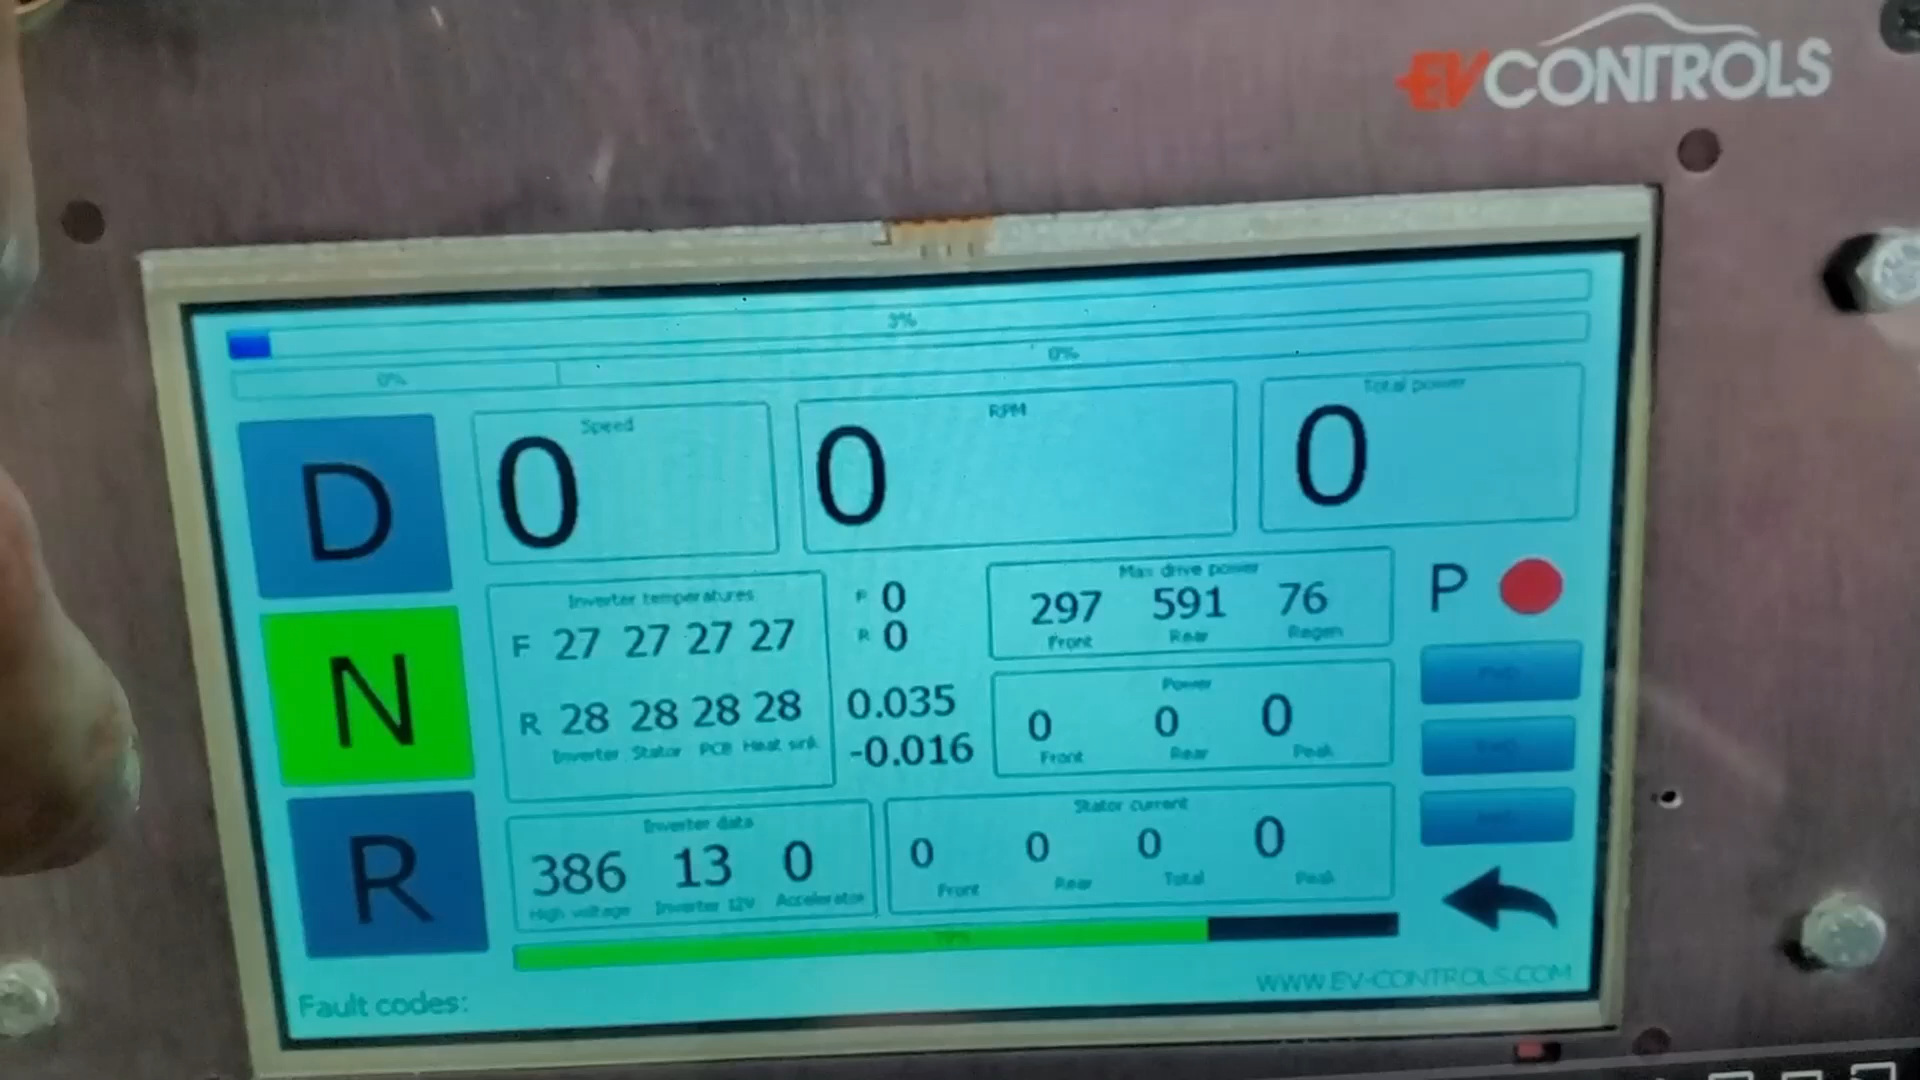 EVCONTROLS
3%
0%
0%
D
Speed
0
RPM
0
Total power
0
N
Inverter temperatures
F 27 27 27 27
R 28 28 28 28
Inverter Stator PCB Heat sink
F 0
R 0
0.035
-0.016
Max drive power
297 591 76
Front Rear Regen
P
Power
0 0 0
Front Rear Peak
R
Inverter data
386 13 0
High voltage Inverter 12V Accelerator
Stator current
0 0 0 0
Front Rear Total Peak
WWW.EV-CONTROLS.COM
Fault codes: